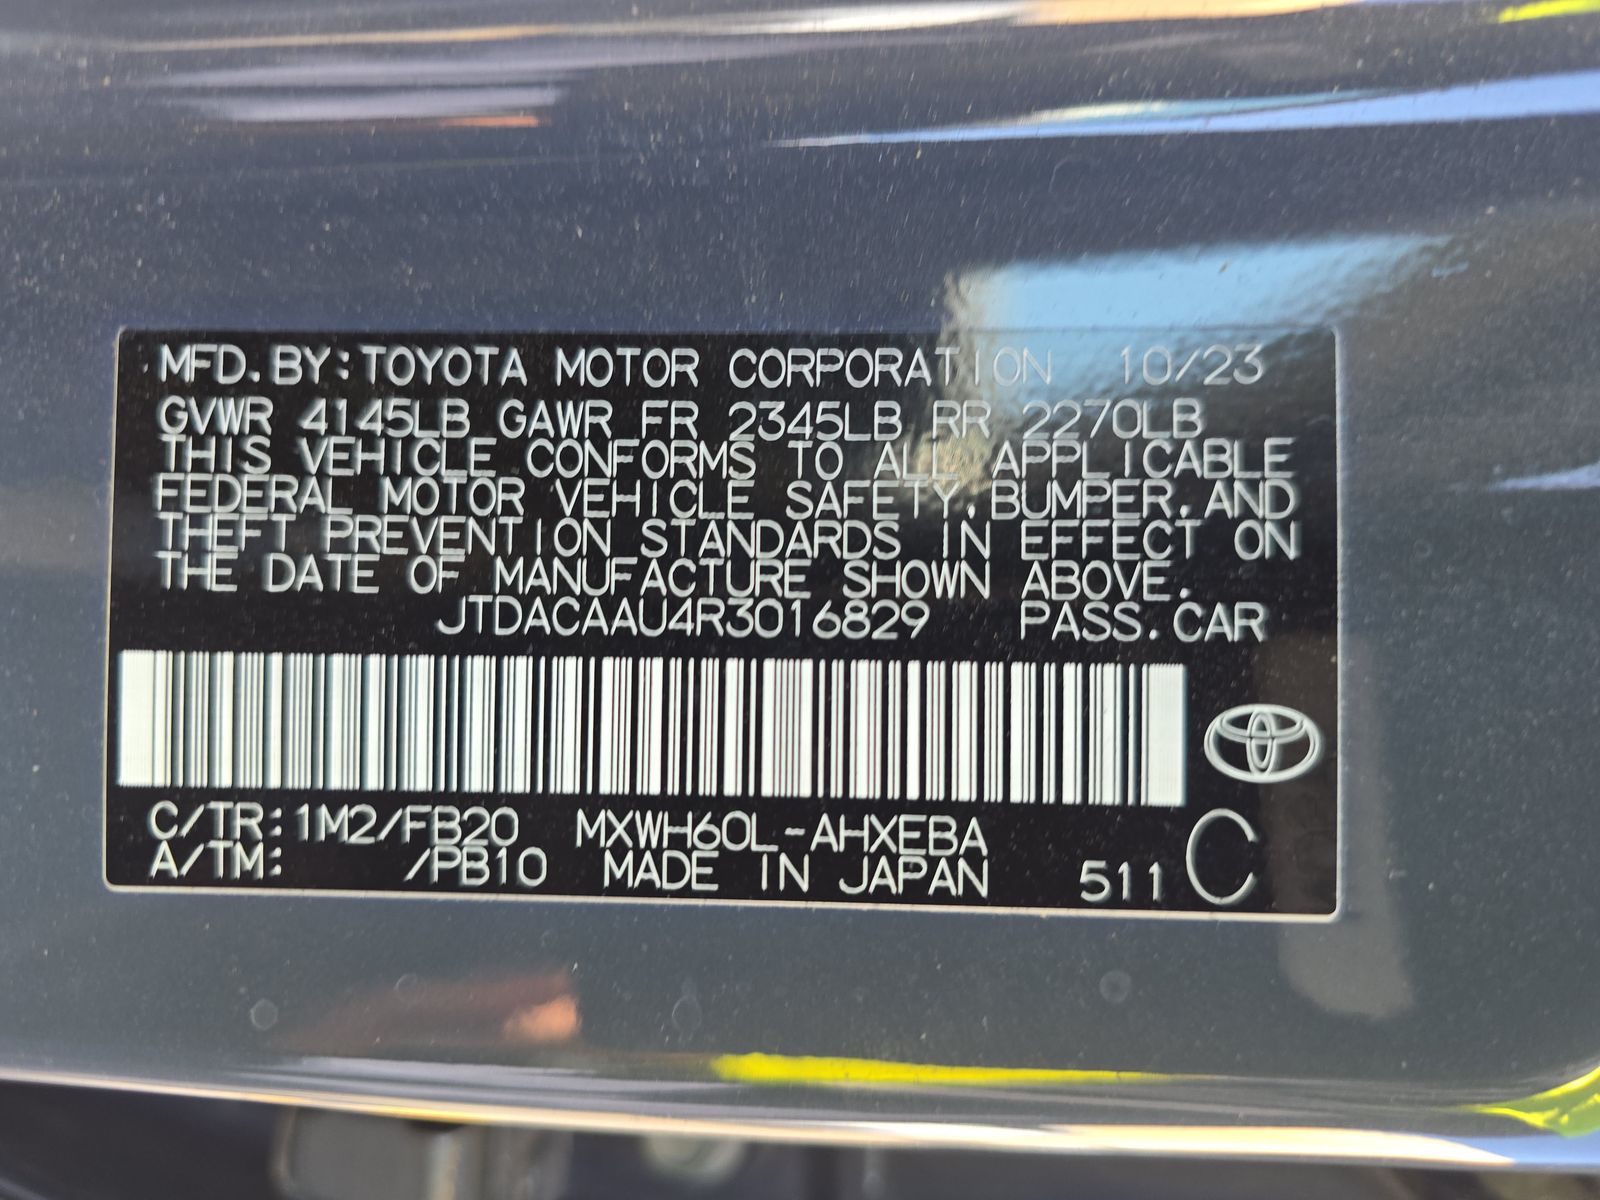 MFD. BY: TOYOTA MOTOR CORPORATION 10/23
GVWR 4145LB GAWR FR 2345LB RR 2270LB
THIS VEHICLE CONFORMS TO ALL APPLICABLE
FEDERAL MOTOR VEHICLE SAFETY, BUMPER, AND
THEFT PREVENTION STANDARDS IN EFFECT ON
THE DATE OF MANUFACTURE SHOWN ABOVE.
JTDACAAU4R3016829 PASS. CAR
C/TR: 1M2/FB20 MXWH60L-AHXEBA
A/TM: /PB10 MADE IN JAPAN 511 C